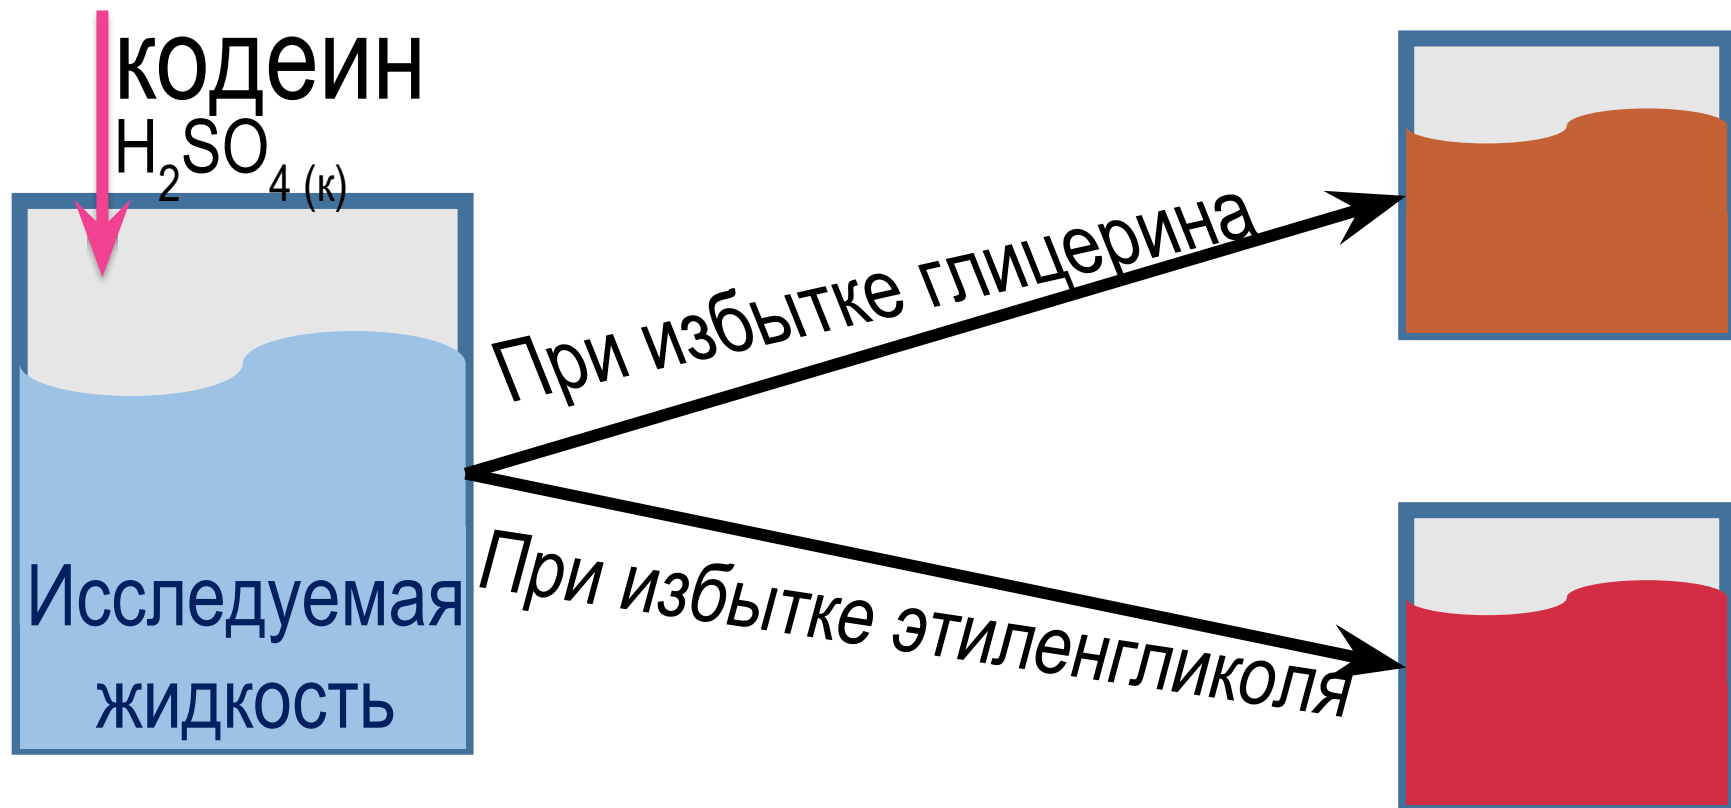 кодеин
H₂SO₄ (к)
При избытке глицерина
При избытке этиленгликоля
Исследуемая
жидкость